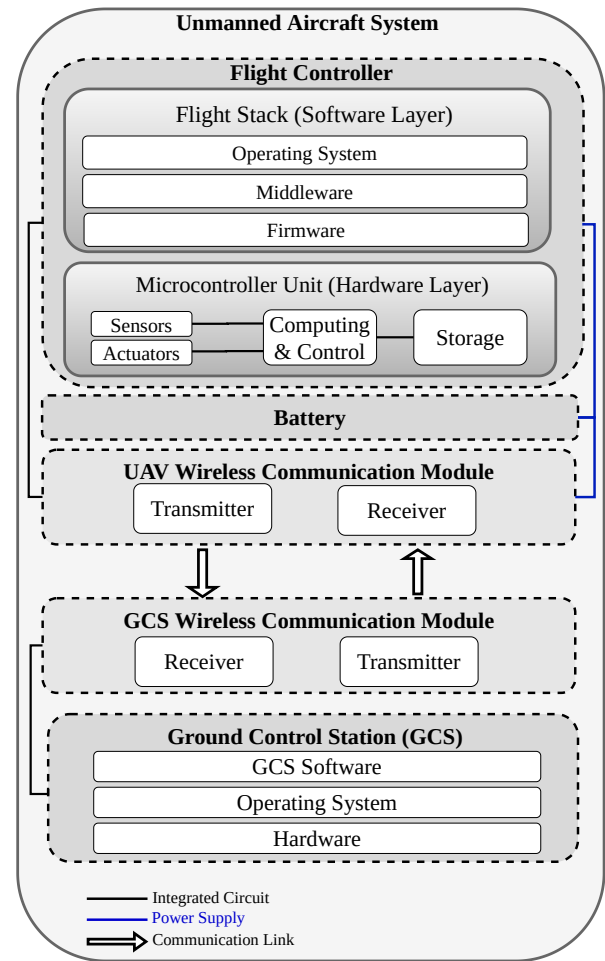 Unmanned Aircraft System
Flight Controller
Flight Stack (Software Layer)
Operating System
Middleware
Firmware
Microcontroller Unit (Hardware Layer)
Sensors
Actuators
Computing
& Control
Storage
Battery
UAV Wireless Communication Module
Transmitter
Receiver
GCS Wireless Communication Module
Receiver
Transmitter
Ground Control Station (GCS)
GCS Software
Operating System
Hardware
Integrated Circuit
Power Supply
Communication Link